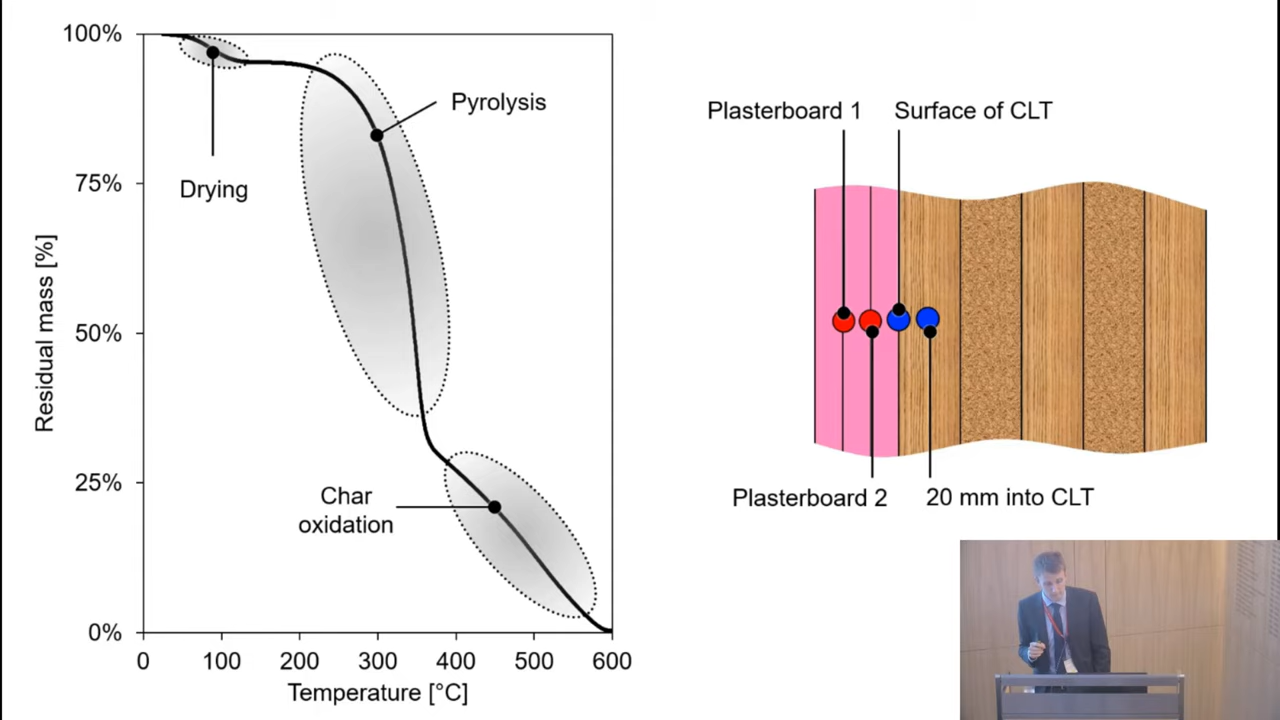 100%
75%
50%
25%
0%
Residual mass [%]
0 100 200 300 400 500 600
Temperature [°C]
Drying
Pyrolysis
Char
oxidation
Plasterboard 1
Surface of CLT
Plasterboard 2
20 mm into CLT